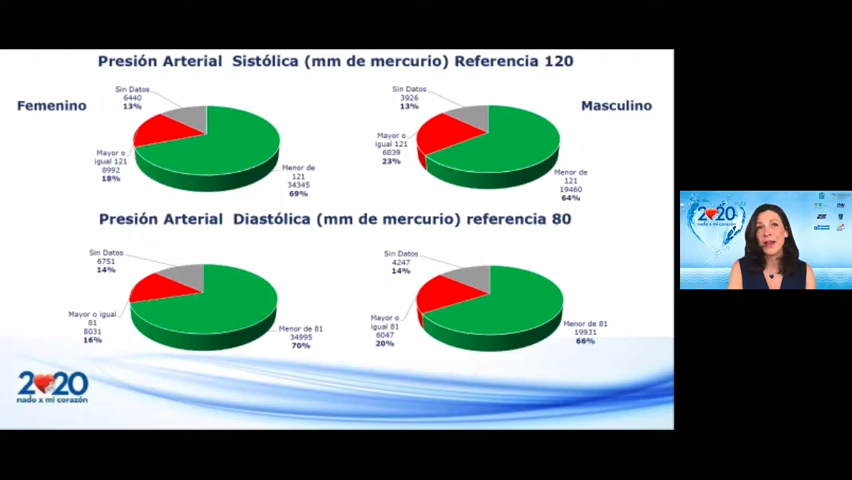 Presión Arterial Sistólica (mm de mercurio) Referencia 120
Femenino
Sin Datos
6440
13%
Mayor o
igual 121
8992
18%
Menor de
121
34345
69%
Sin Datos
3926
13%
Masculino
Mayor o
igual 121
6839
23%
Menor de
121
19460
64%
Presión Arterial Diastólica (mm de mercurio) referencia 80
Sin Datos
6751
14%
Mayor o igual
81
8031
16%
Menor de 81
34995
70%
Sin Datos
4247
14%
Mayor o
igual 81
6047
20%
Menor de 81
19931
66%
2020
nado x mi corazón
2020
nado x mi corazón